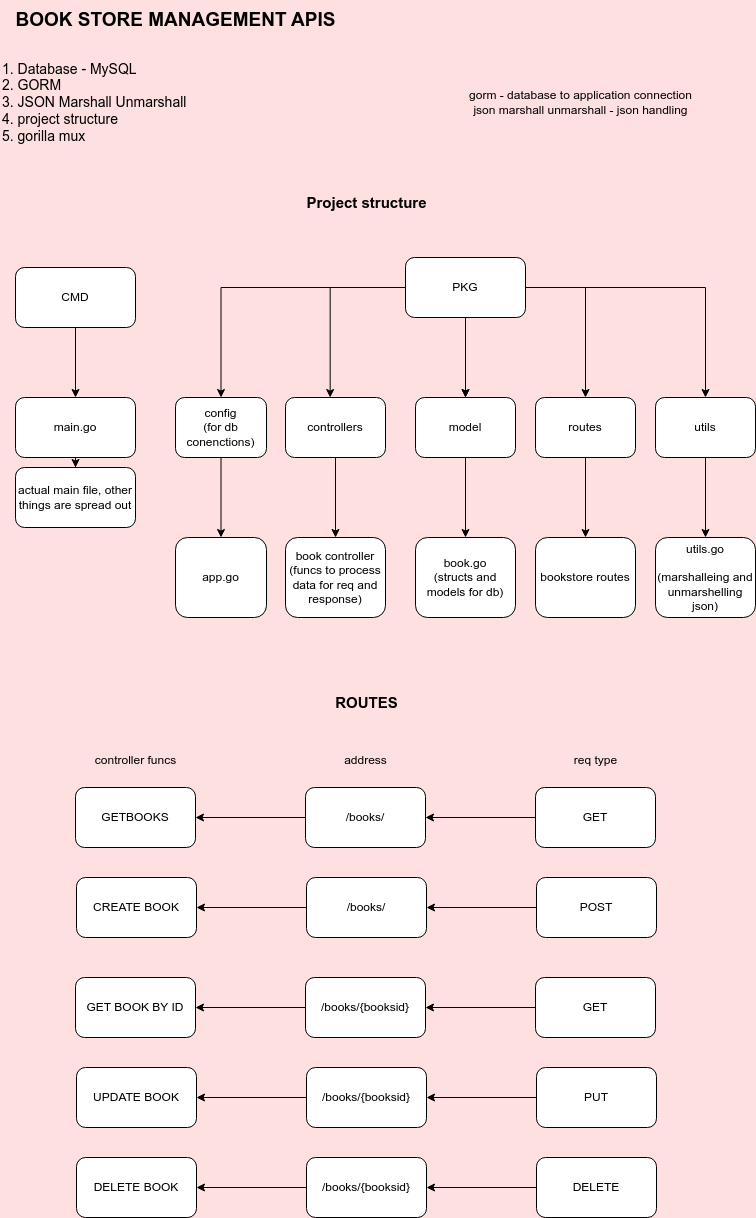 BOOK STORE MANAGEMENT APIS
1. Database - MySQL
2. GORM
3. JSON Marshall Unmarshall
4. project structure
5. gorilla mux
gorm - database to application connection
json marshall unmarshall - json handling
Project structure
CMD
PKG
main.go
config
(for db
conenctions)
controllers
model
routes
utils
actual main file, other
things are spread out
app.go
book controller
(funcs to process
data for req and
response)
book.go
(structs and
models for db)
bookstore routes
utils.go
(marshalleing and
unmarshelling
json)
ROUTES
controller funcs
address
req type
GETBOOKS
/books/
GET
CREATE BOOK
/books/
POST
GET BOOK BY ID
/books/{booksid}
GET
UPDATE BOOK
/books/{booksid}
PUT
DELETE BOOK
/books/{booksid}
DELETE